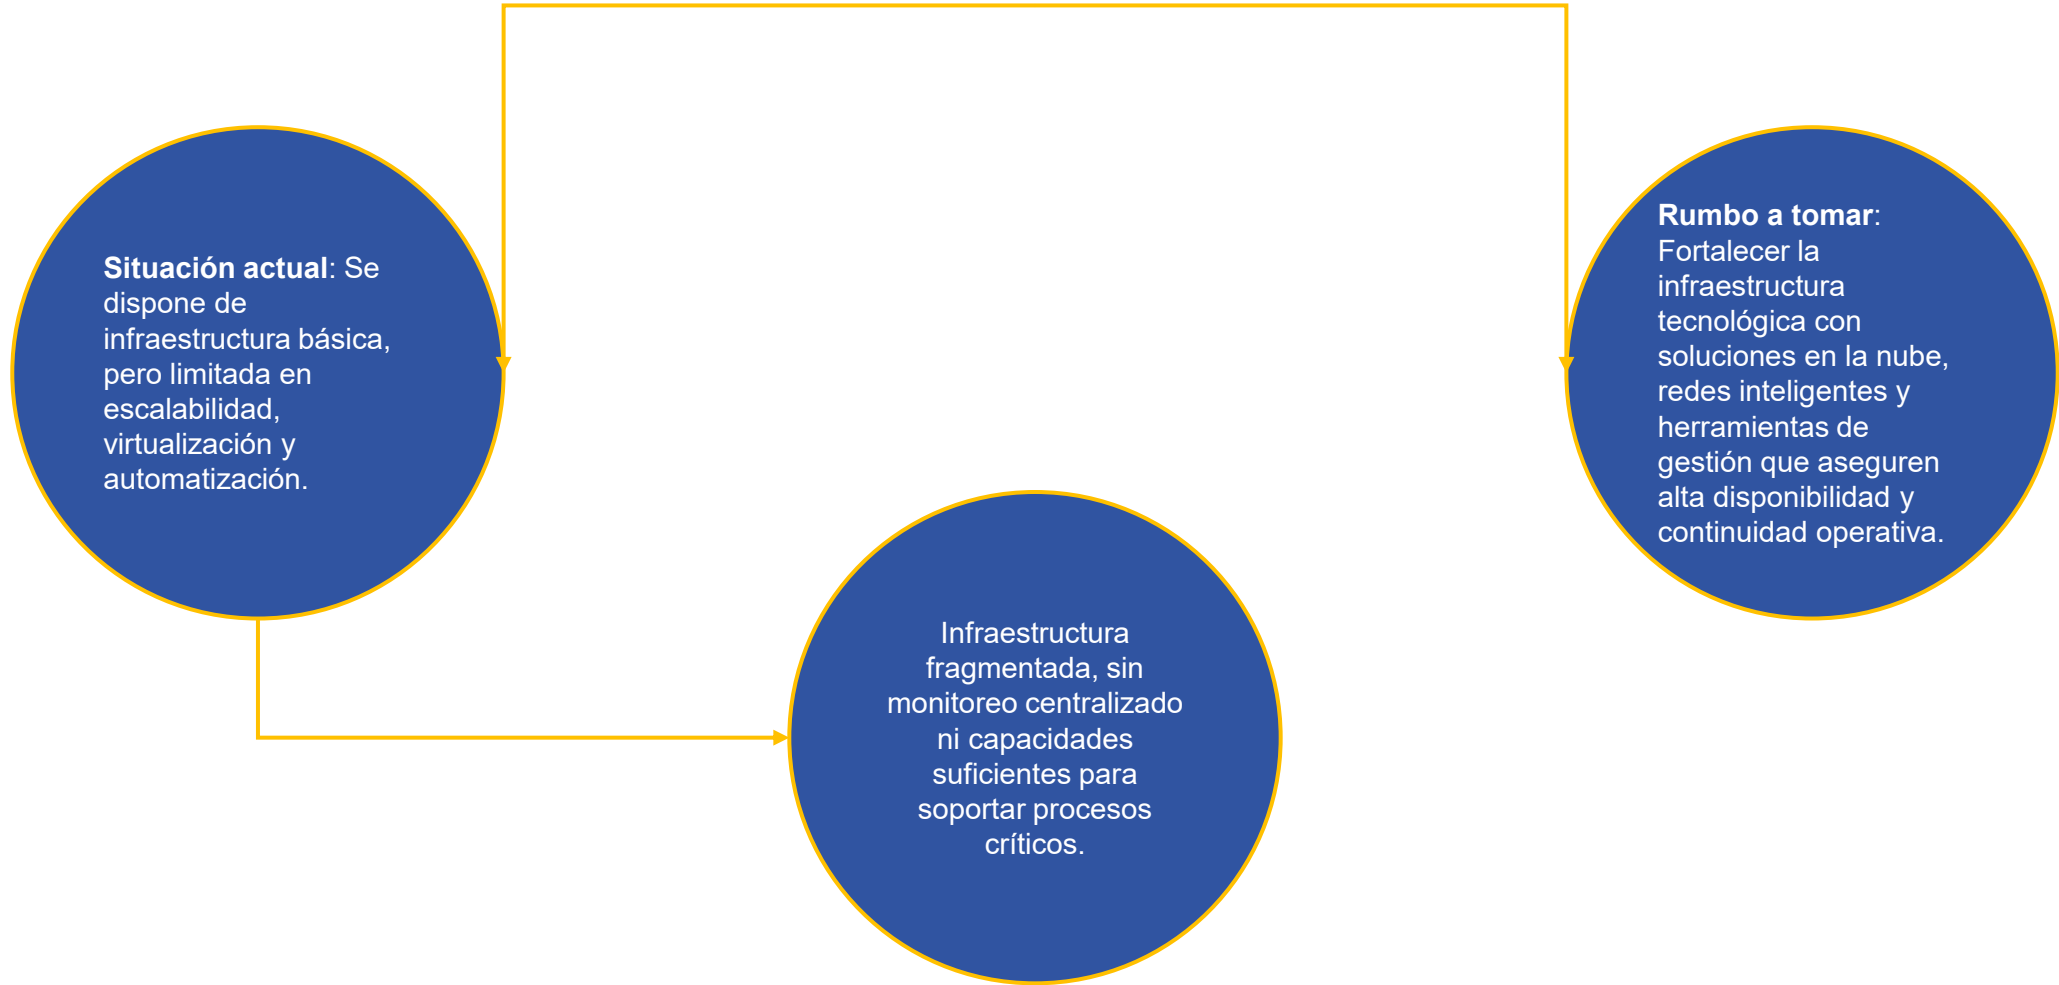 Situación actual: Se
dispone de
infraestructura básica,
pero limitada en
escalabilidad,
virtualización y
automatización.
Infraestructura
fragmentada, sin
monitoreo centralizado
ni capacidades
suficientes para
soportar procesos
críticos.
Rumbo a tomar:
Fortalecer la
infraestructura
tecnológica con
soluciones en la nube,
redes inteligentes y
herramientas de
gestión que aseguren
alta disponibilidad y
continuidad operativa.